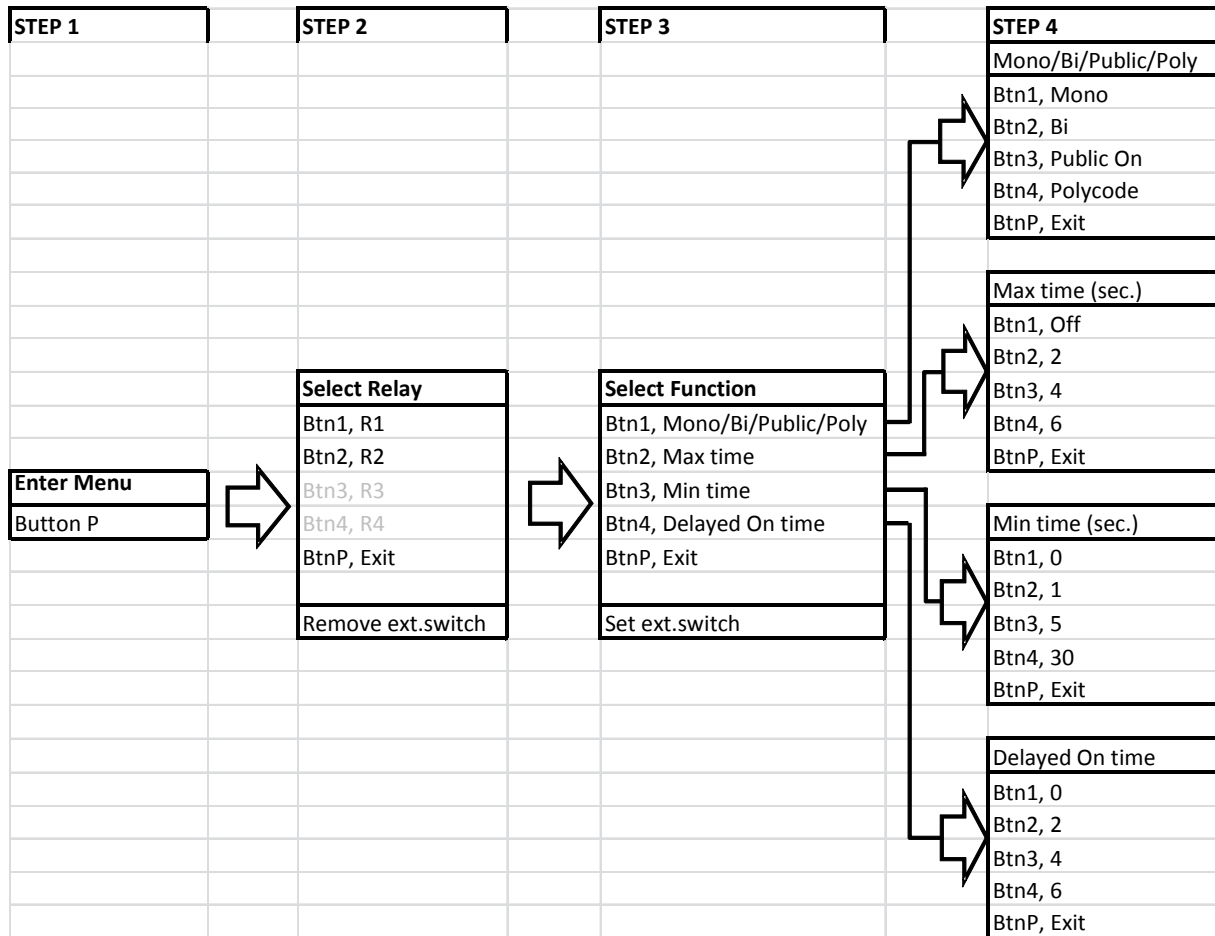 STEP 1
Enter Menu
Button P
STEP 2
Select Relay
Btn1, R1
Btn2, R2
Btn3, R3
Btn4, R4
BtnP, Exit
Remove ext.switch
STEP 3
Select Function
Btn1, Mono/Bi/Public/Poly
Btn2, Max time
Btn3, Min time
Btn4, Delayed On time
BtnP, Exit
Set ext.switch
STEP 4
Mono/Bi/Public/Poly
Btn1, Mono
Btn2, Bi
Btn3, Public On
Btn4, Polycode
BtnP, Exit
Max time (sec.)
Btn1, Off
Btn2, 2
Btn3, 4
Btn4, 6
BtnP, Exit
Min time (sec.)
Btn1, 0
Btn2, 1
Btn3, 5
Btn4, 30
BtnP, Exit
Delayed On time
Btn1, 0
Btn2, 2
Btn3, 4
Btn4, 6
BtnP, Exit